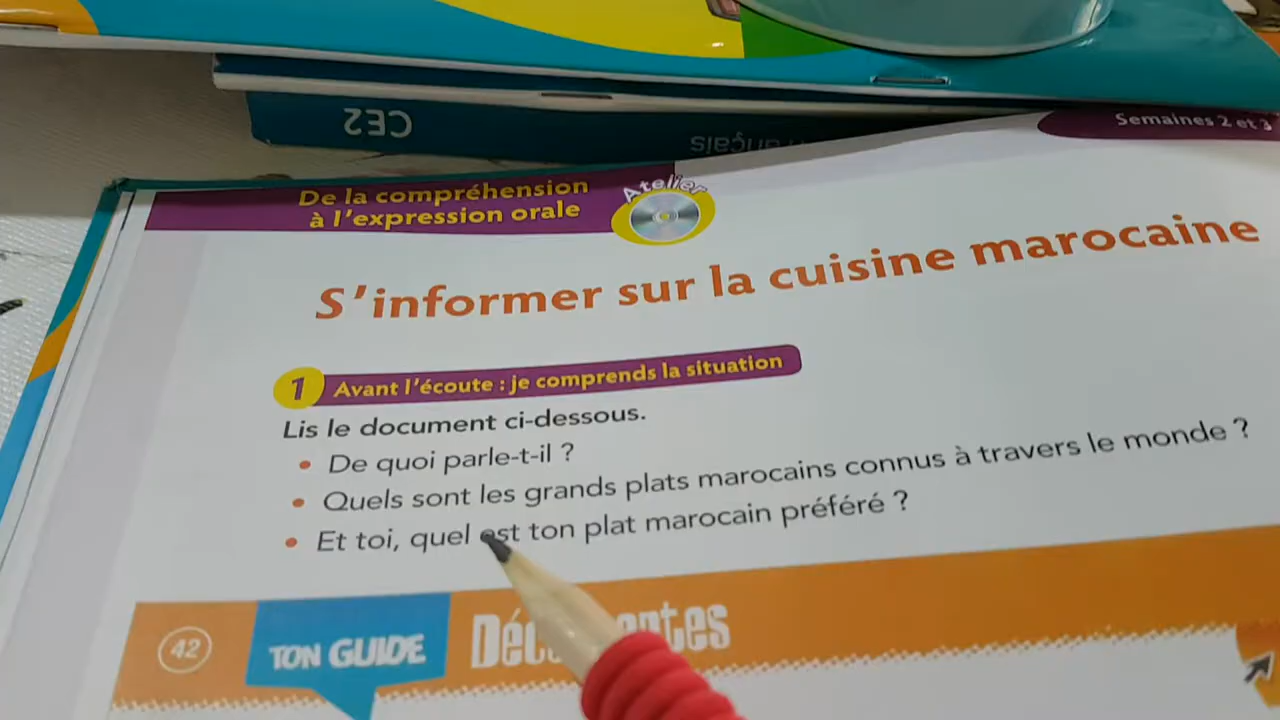 CE2
Semaines 2 et 3
De la compréhension
à l'expression orale
Atelier
S'informer sur la cuisine marocaine
1 Avant l'écoute : je comprends la situation
Lis le document ci-dessous.
• De quoi parle-t-il ?
• Quels sont les grands plats marocains connus à travers le monde ?
• Et toi, quel est ton plat marocain préféré ?
42
TON GUIDE